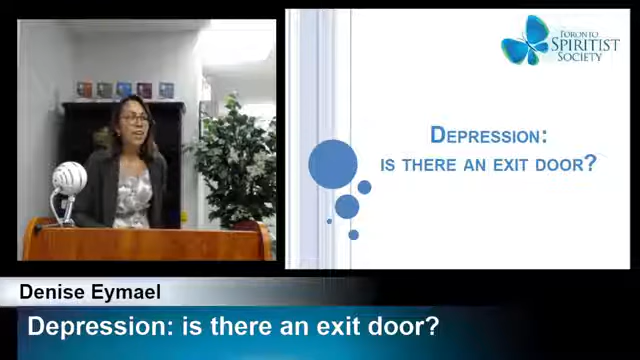 TORONTO
SPIRITIST
SOCIETY
DEPRESSION:
IS THERE AN EXIT DOOR?
Denise Eymael
Depression: is there an exit door?